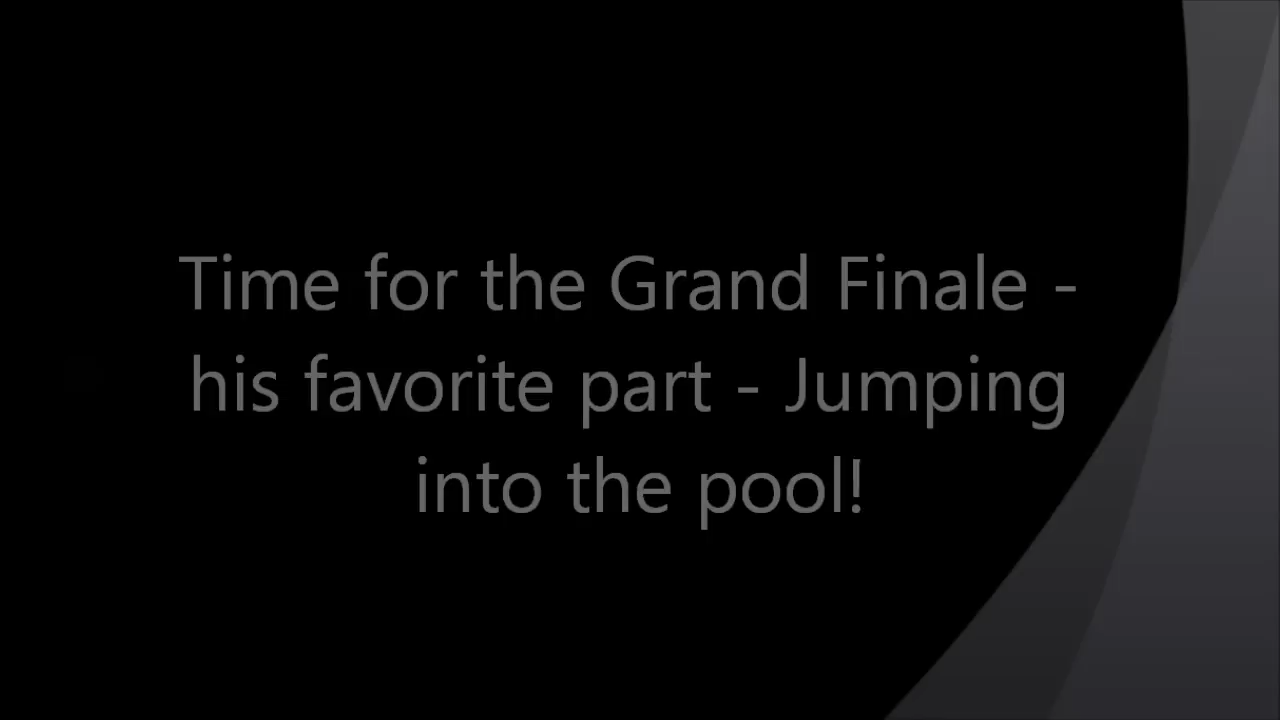 Time for the Grand Finale -
his favorite part - Jumping
into the pool!